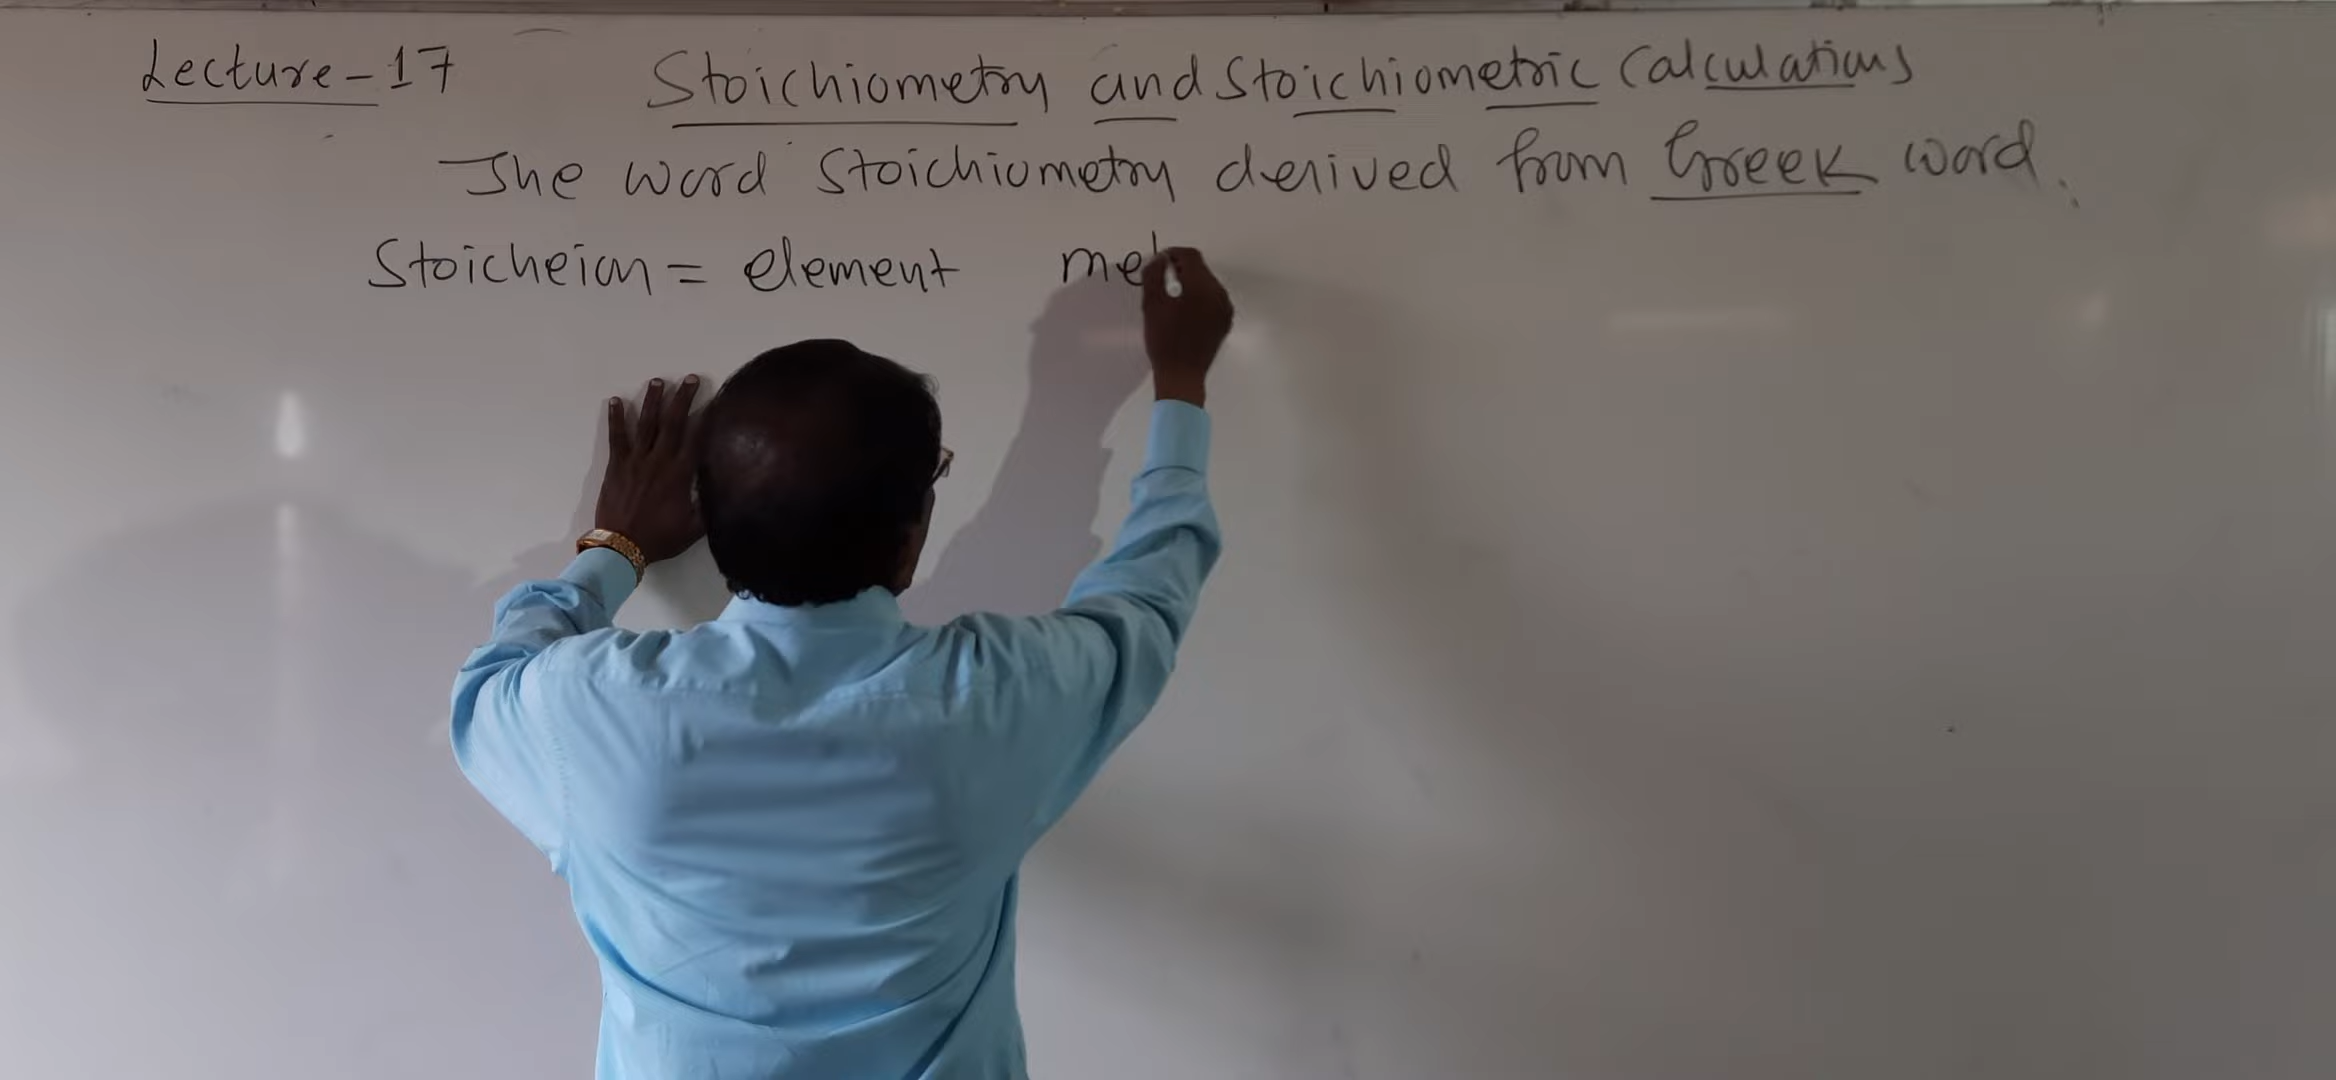 Lecture-17 Stoichiometry and Stoichiometric Calculations
The word Stoichiometry derived from Greek word.
Stoicheion = element